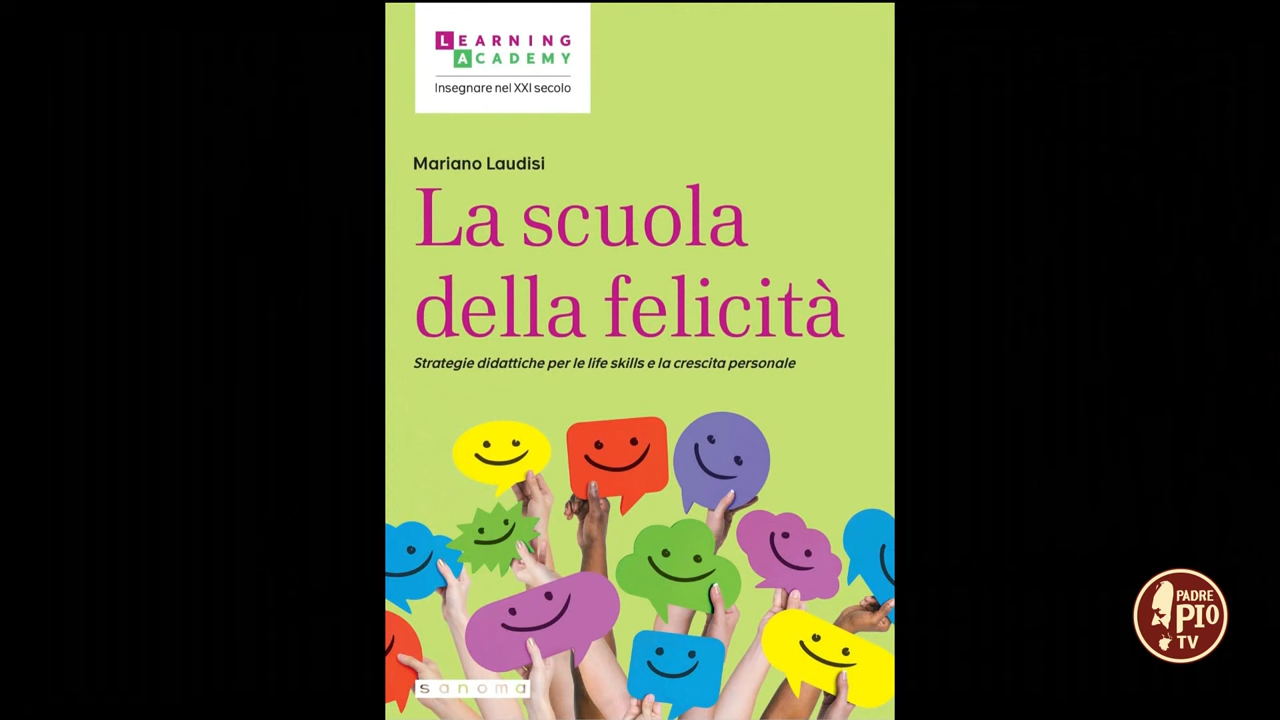 LEARNING
ACADEMY
Insegnare nel XXI secolo
Mariano Laudisi
La scuola
della felicità
Strategie didattiche per le life skills e la crescita personale
sanoma
PADRE
PIO
TV